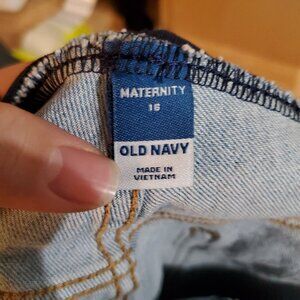 MATERNITY
16
OLD NAVY
MADE IN
VIETNAM